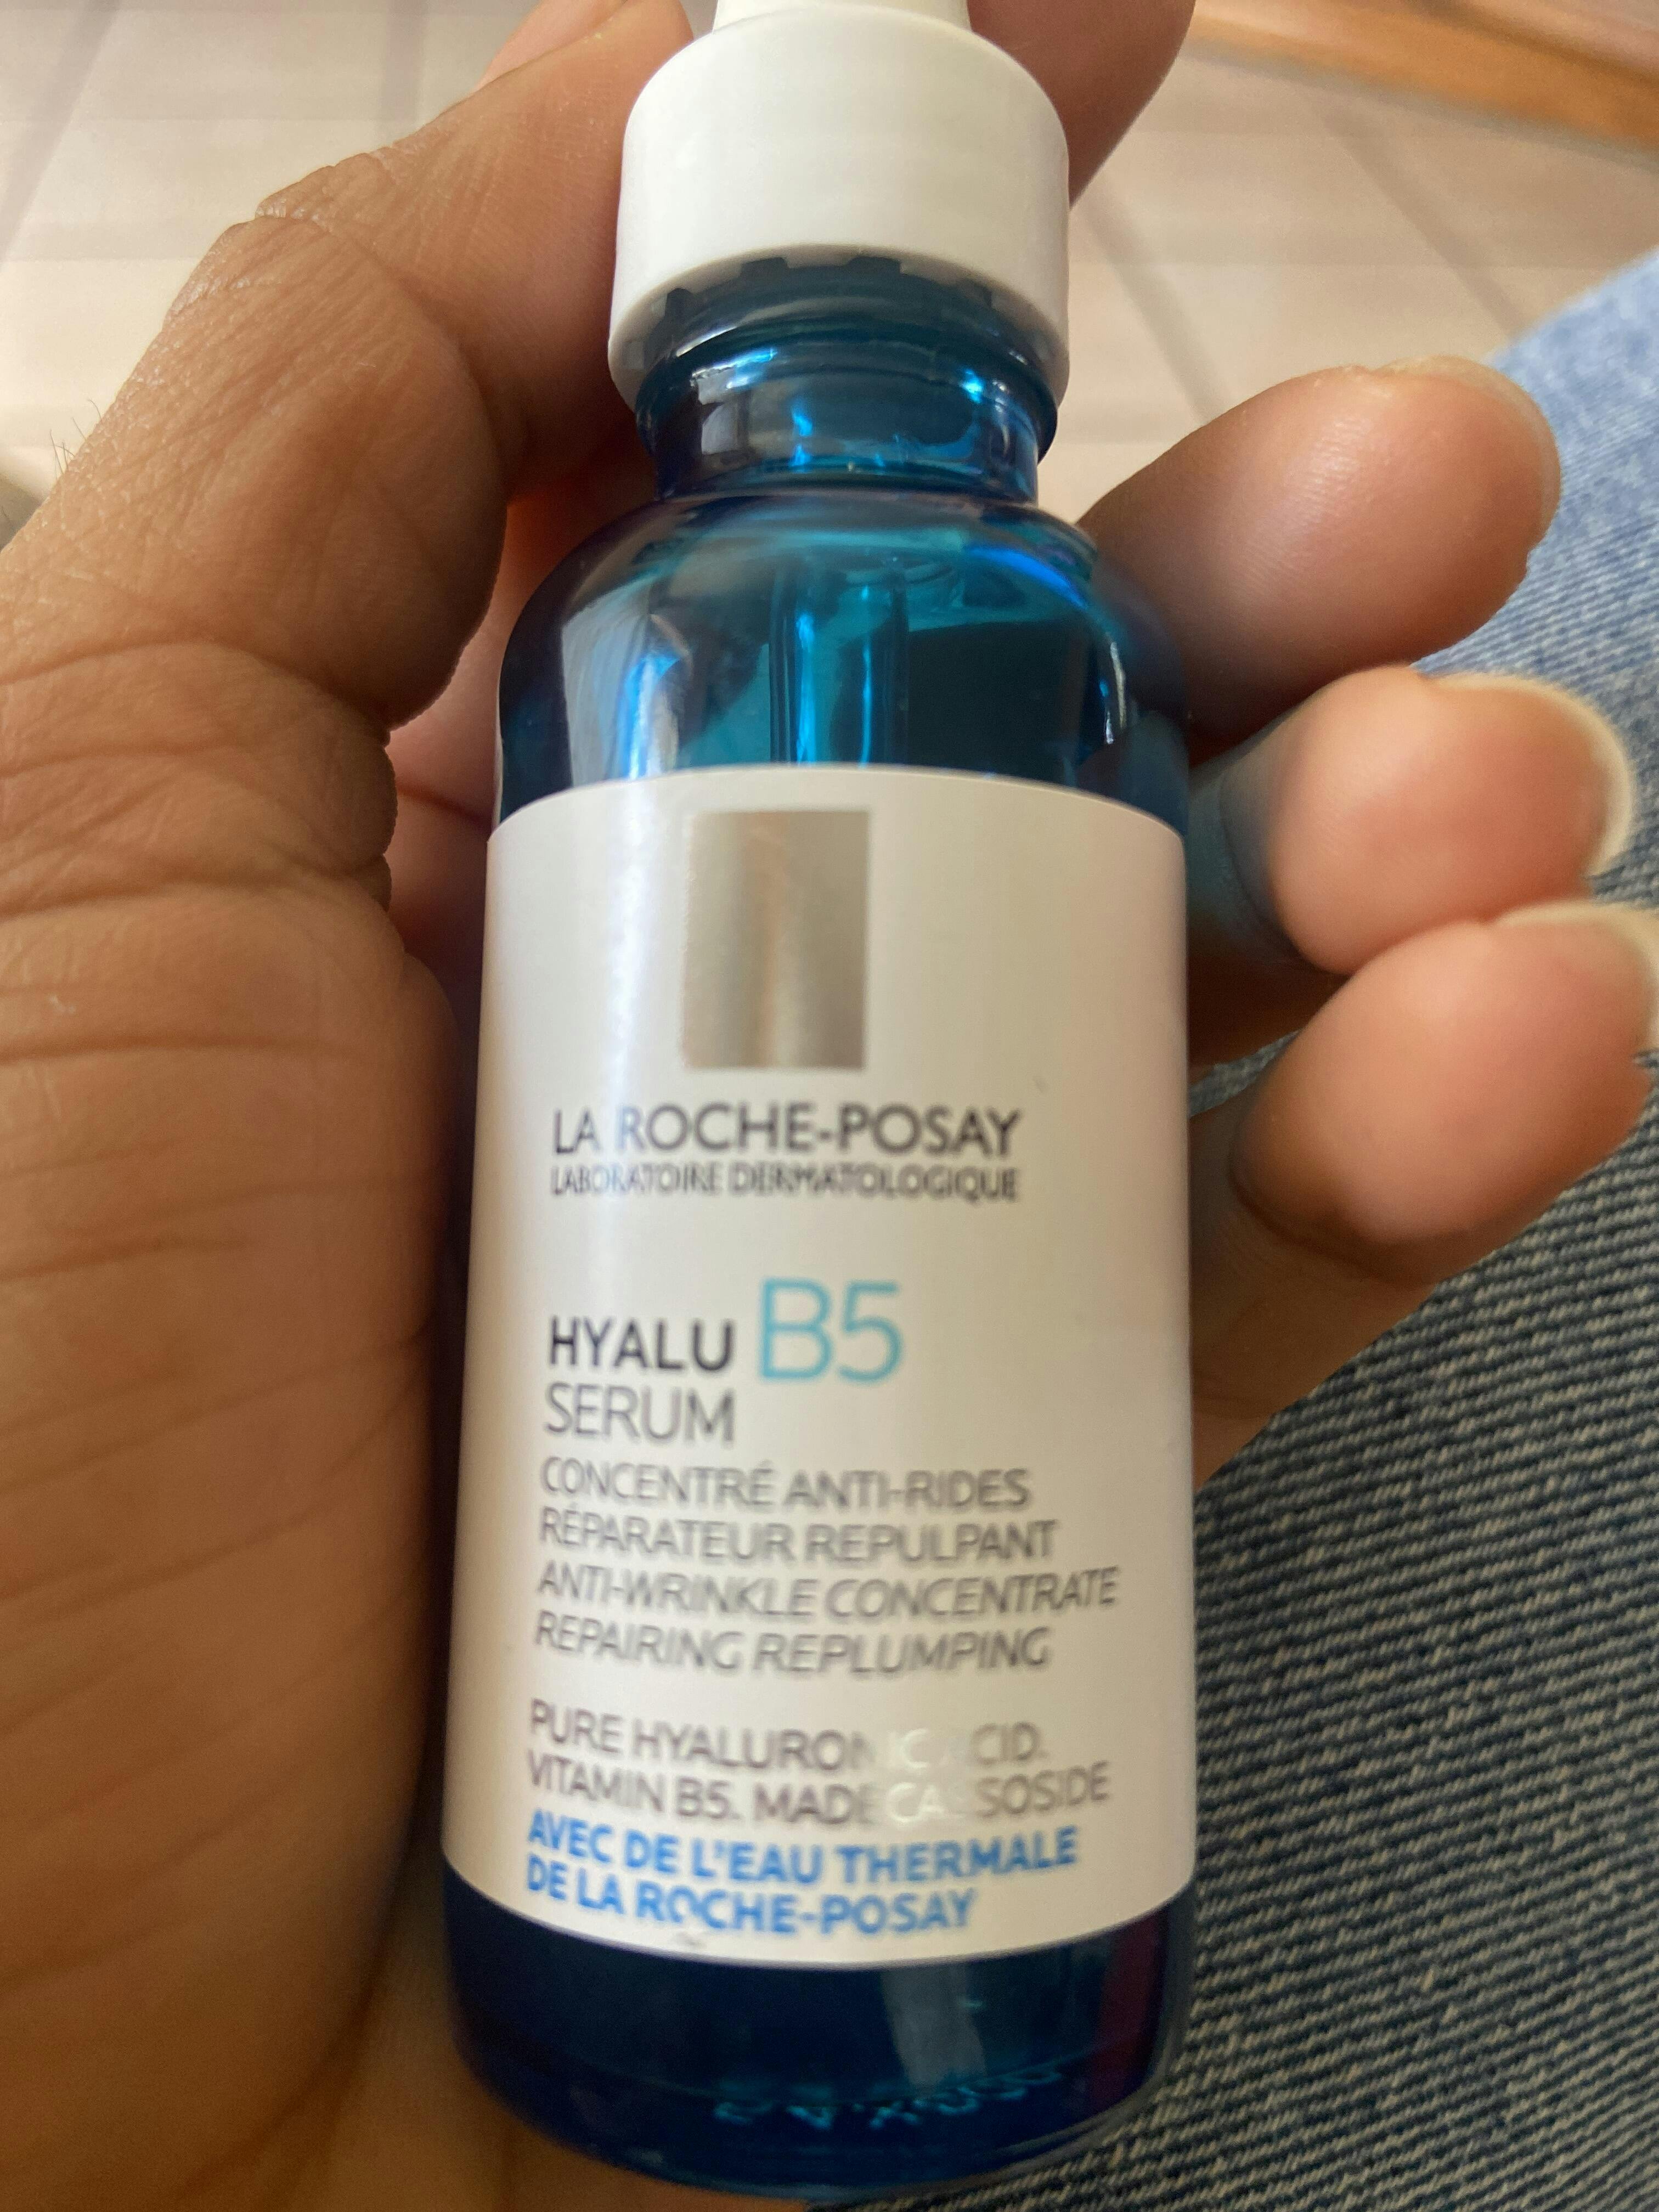 LA ROCHE-POSAY
LABORATOIRE DERMATOLOGIQUE
HYALU B5
SERUM
CONCENTRÉ ANTI-RIDES
RÉPARATEUR REPULPANT
ANTI-WRINKLE CONCENTRATE
REPAIRING REPLUMPING
PURE HYALURONIC ACID.
VITAMIN B5. MADECASSOSIDE
AVEC DE L'EAU THERMALE
DE LA ROCHE-POSAY